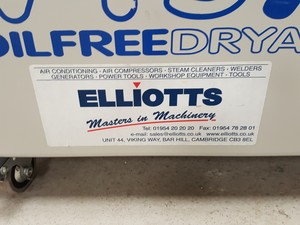 OILFREEDRYA
AIR CONDITIONING - AIR COMPRESSORS - STEAM CLEANERS - WELDERS
GENERATORS - POWER TOOLS - WORKSHOP EQUIPMENT - TOOLS
ELLIOTTS
Masters in Machinery
Tel: 01954 20 20 20 Fax: 01954 78 28 01
e-mail: sales@elliotts.co.uk www.elliotts.co.uk
UNIT 44, VIKING WAY, BAR HILL, CAMBRIDGE CB3 8EL